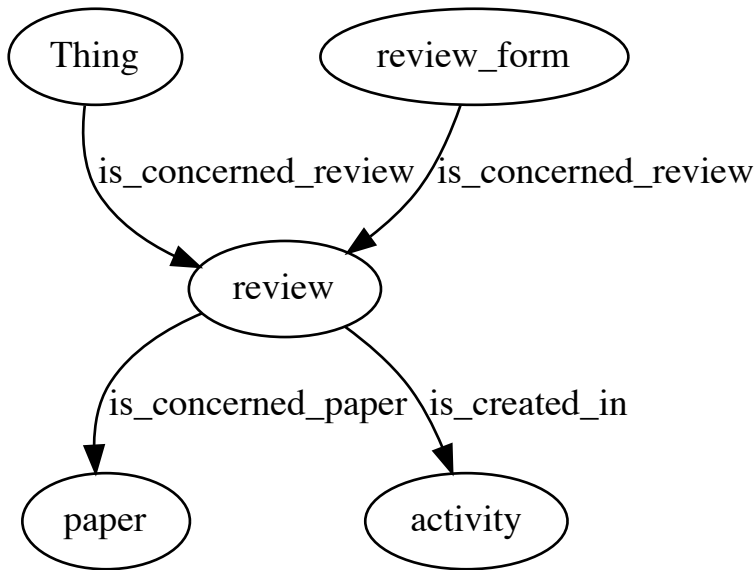 Thing
review_form
is_concerned_review
is_concerned_review
review
is_concerned_paper
is_created_in
paper
activity